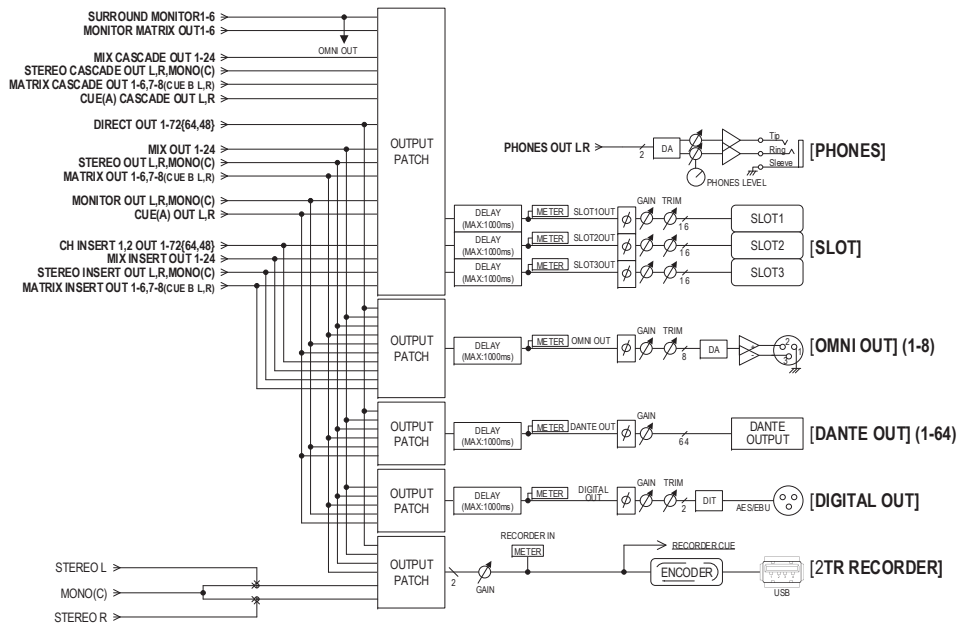 SURROUND MONITOR1-6
MONITOR MATRIX OUT1-6
OMNI OUT
MIX CASCADE OUT 1-24
STEREO CASCADE OUT L,R,MONO(C)
MATRIX CASCADE OUT 1-6,7-8(CUE B L,R)
CUE(A) CASCADE OUT L,R
DIRECT OUT 1-72{64,48}
MIX OUT 1-24
STEREO OUT L,R,MONO(C)
MATRIX OUT 1-6,7-8(CUE B L,R)
MONITOR OUT L,R,MONO(C)
CUE(A) OUT L,R
CH INSERT 1,2 OUT 1-72{64,48}
MIX INSERT OUT 1-24
STEREO INSERT OUT L,R,MONO(C)
MATRIX INSERT OUT 1-6,7-8(CUE B L,R)
OUTPUT
PATCH
PHONES OUT LR
2
DA
Tip
Ring
Sleeve
PHONES LEVEL
[PHONES]
DELAY
(MAX:1000ms)
METER
SLOT1OUT
ϕ
GAIN
TRIM
16
SLOT1
DELAY
(MAX:1000ms)
METER
SLOT2OUT
ϕ
16
SLOT2
[SLOT]
DELAY
(MAX:1000ms)
METER
SLOT3OUT
ϕ
16
SLOT3
OUTPUT
PATCH
DELAY
(MAX:1000ms)
METER
OMNI OUT
ϕ
GAIN
TRIM
8
DA
+
-
2
1
3
[OMNI OUT] (1-8)
OUTPUT
PATCH
DELAY
(MAX:1000ms)
METER
DANTE OUT
ϕ
GAIN
64
DANTE
OUTPUT
[DANTE OUT] (1-64)
OUTPUT
PATCH
DELAY
(MAX:1000ms)
METER
DIGITAL
OUT
ϕ
GAIN
TRIM
2
DIT
AES/EBU
[DIGITAL OUT]
OUTPUT
PATCH
2
GAIN
RECORDER IN
METER
RECORDER CUE
ENCODER
USB
[2TR RECORDER]
STEREO L
MONO(C)
STEREO R